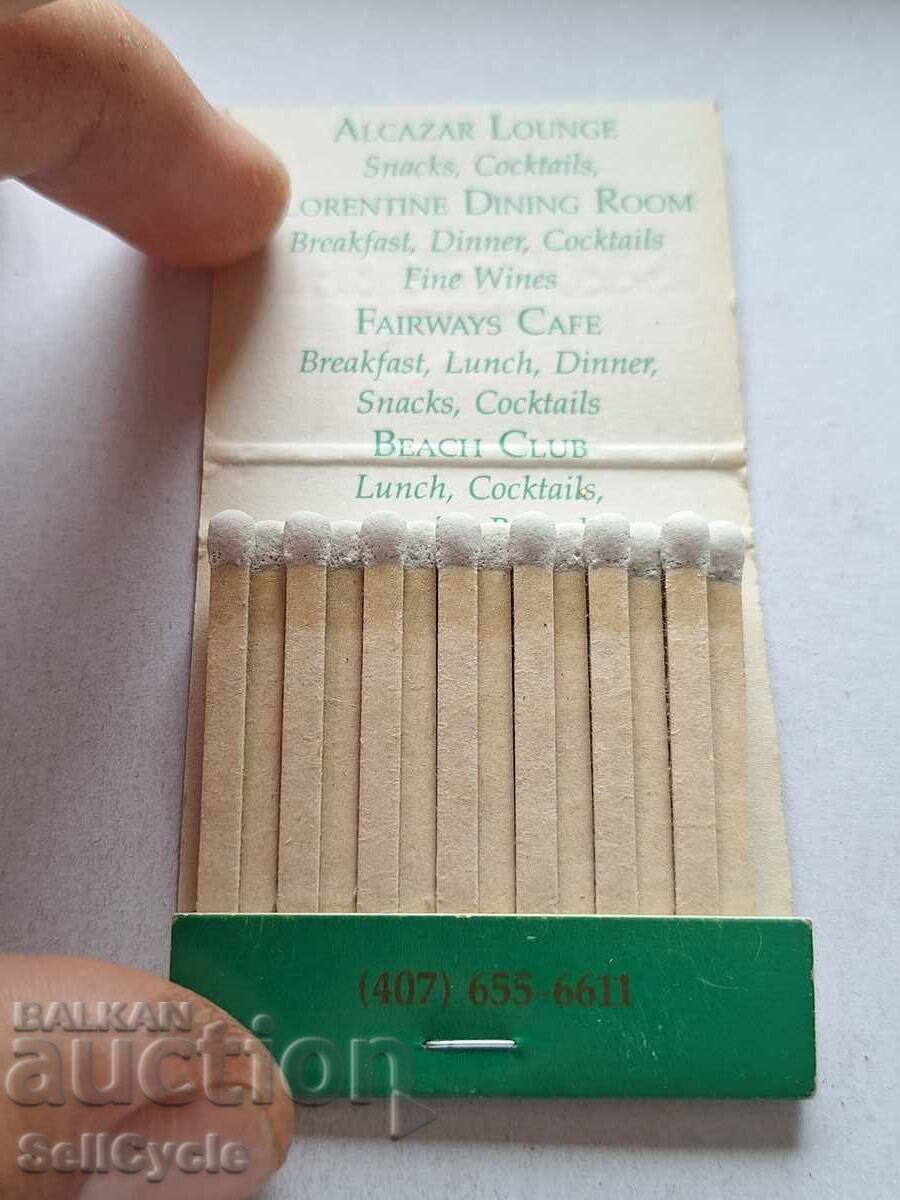 ALCAZAR LOUNGE
Snacks, Cocktails,
LORENTINE DINING ROOM
Breakfast, Dinner, Cocktails
Fine Wines
FAIRWAYS CAFE
Breakfast, Lunch, Dinner,
Snacks, Cocktails
BEACH CLUB
Lunch, Cocktails,
(407) 655-6611
BALKAN
auction
SellCycle